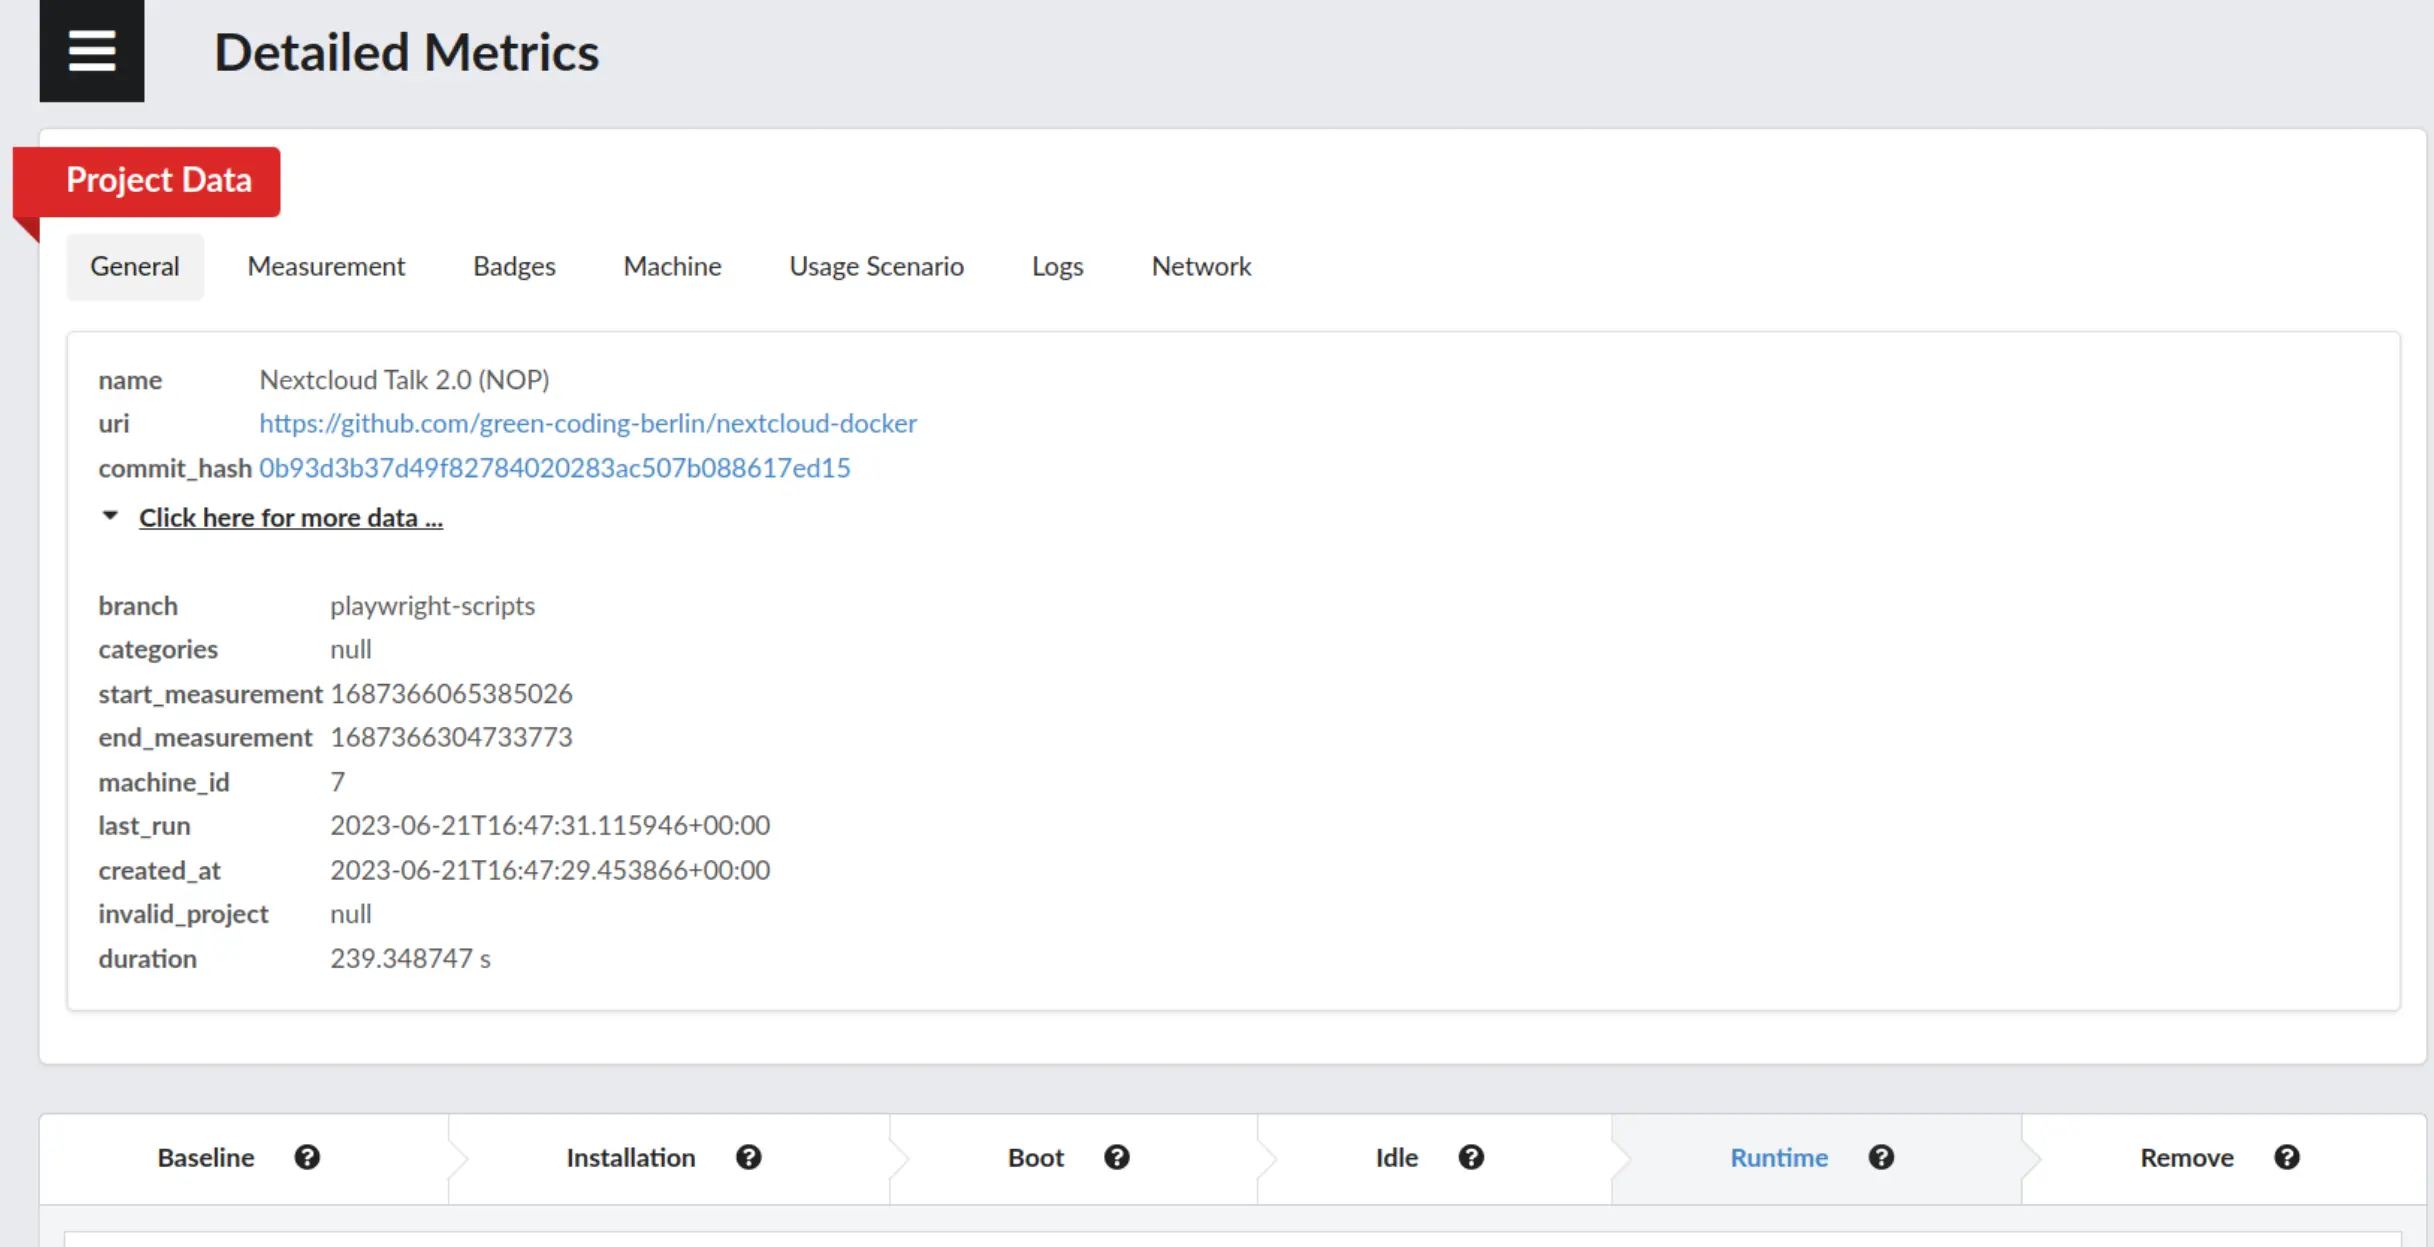 Detailed Metrics
Project Data
General Measurement Badges Machine Usage Scenario Logs Network
name Nextcloud Talk 2.0 (NOP)
uri https://github.com/green-coding-berlin/nextcloud-docker
commit_hash 0b93d3b37d49f82784020283ac507b088617ed15
Click here for more data ...
branch playwright-scripts
categories null
start_measurement 1687366065385026
end_measurement 1687366304733773
machine_id 7
last_run 2023-06-21T16:47:31.115946+00:00
created_at 2023-06-21T16:47:29.453866+00:00
invalid_project null
duration 239.348747 s
Baseline ? Installation ? Boot ? Idle ? Runtime ? Remove ?